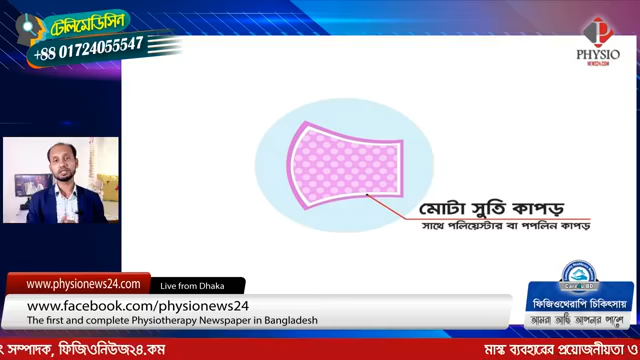 টেলিমেডিসিন
+88 01724055547
PHYSIO
NEWS24.COM
মোটা সুতি কাপড়
সাথে পলিয়েস্টার বা পপলিন কাপড়
www.physionews24.com
Live from Dhaka
www.facebook.com/physionews24
The first and complete Physiotherapy Newspaper in Bangladesh
ফিজিওথেরাপি চিকিৎসায়
আমরা আছি আপনার পাশে
সম্পাদক, ফিজিওনিউজ২৪.কম
মাস্ক ব্যবহারের প্রয়োজনীয়তা ও